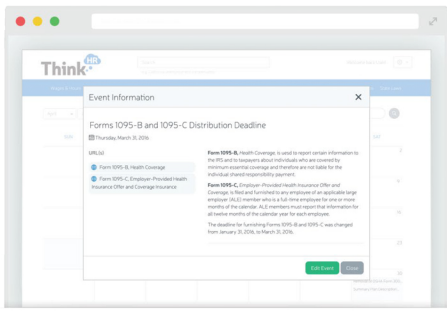 Think HR
Event Information
Forms 1095-B and 1095-C Distribution Deadline
Thursday, March 31, 2016
URL(s)
Form 1095-B, Health Coverage
Form 1095-C, Employer-Provided Health
Insurance Offer and Coverage Insurance
Form 1095-B, Health Coverage, is used to report certain information to
the IRS and to taxpayers about individuals who are covered by
minimum essential coverage and therefore are not liable for the
individual shared responsibility payment.
Form 1095-C, Employer-Provided Health Insurance Offer and
Coverage, is filed and furnished to any employee of an applicable large
employer (ALE) member who is a full-time employee for one or more
months of the calendar. ALE members must report that information for
all twelve months of the calendar year for each employee.
The deadline for furnishing Forms 1095-B and 1095-C was changed
from January 31, 2016, to March 31, 2016.
Edit Event
Close